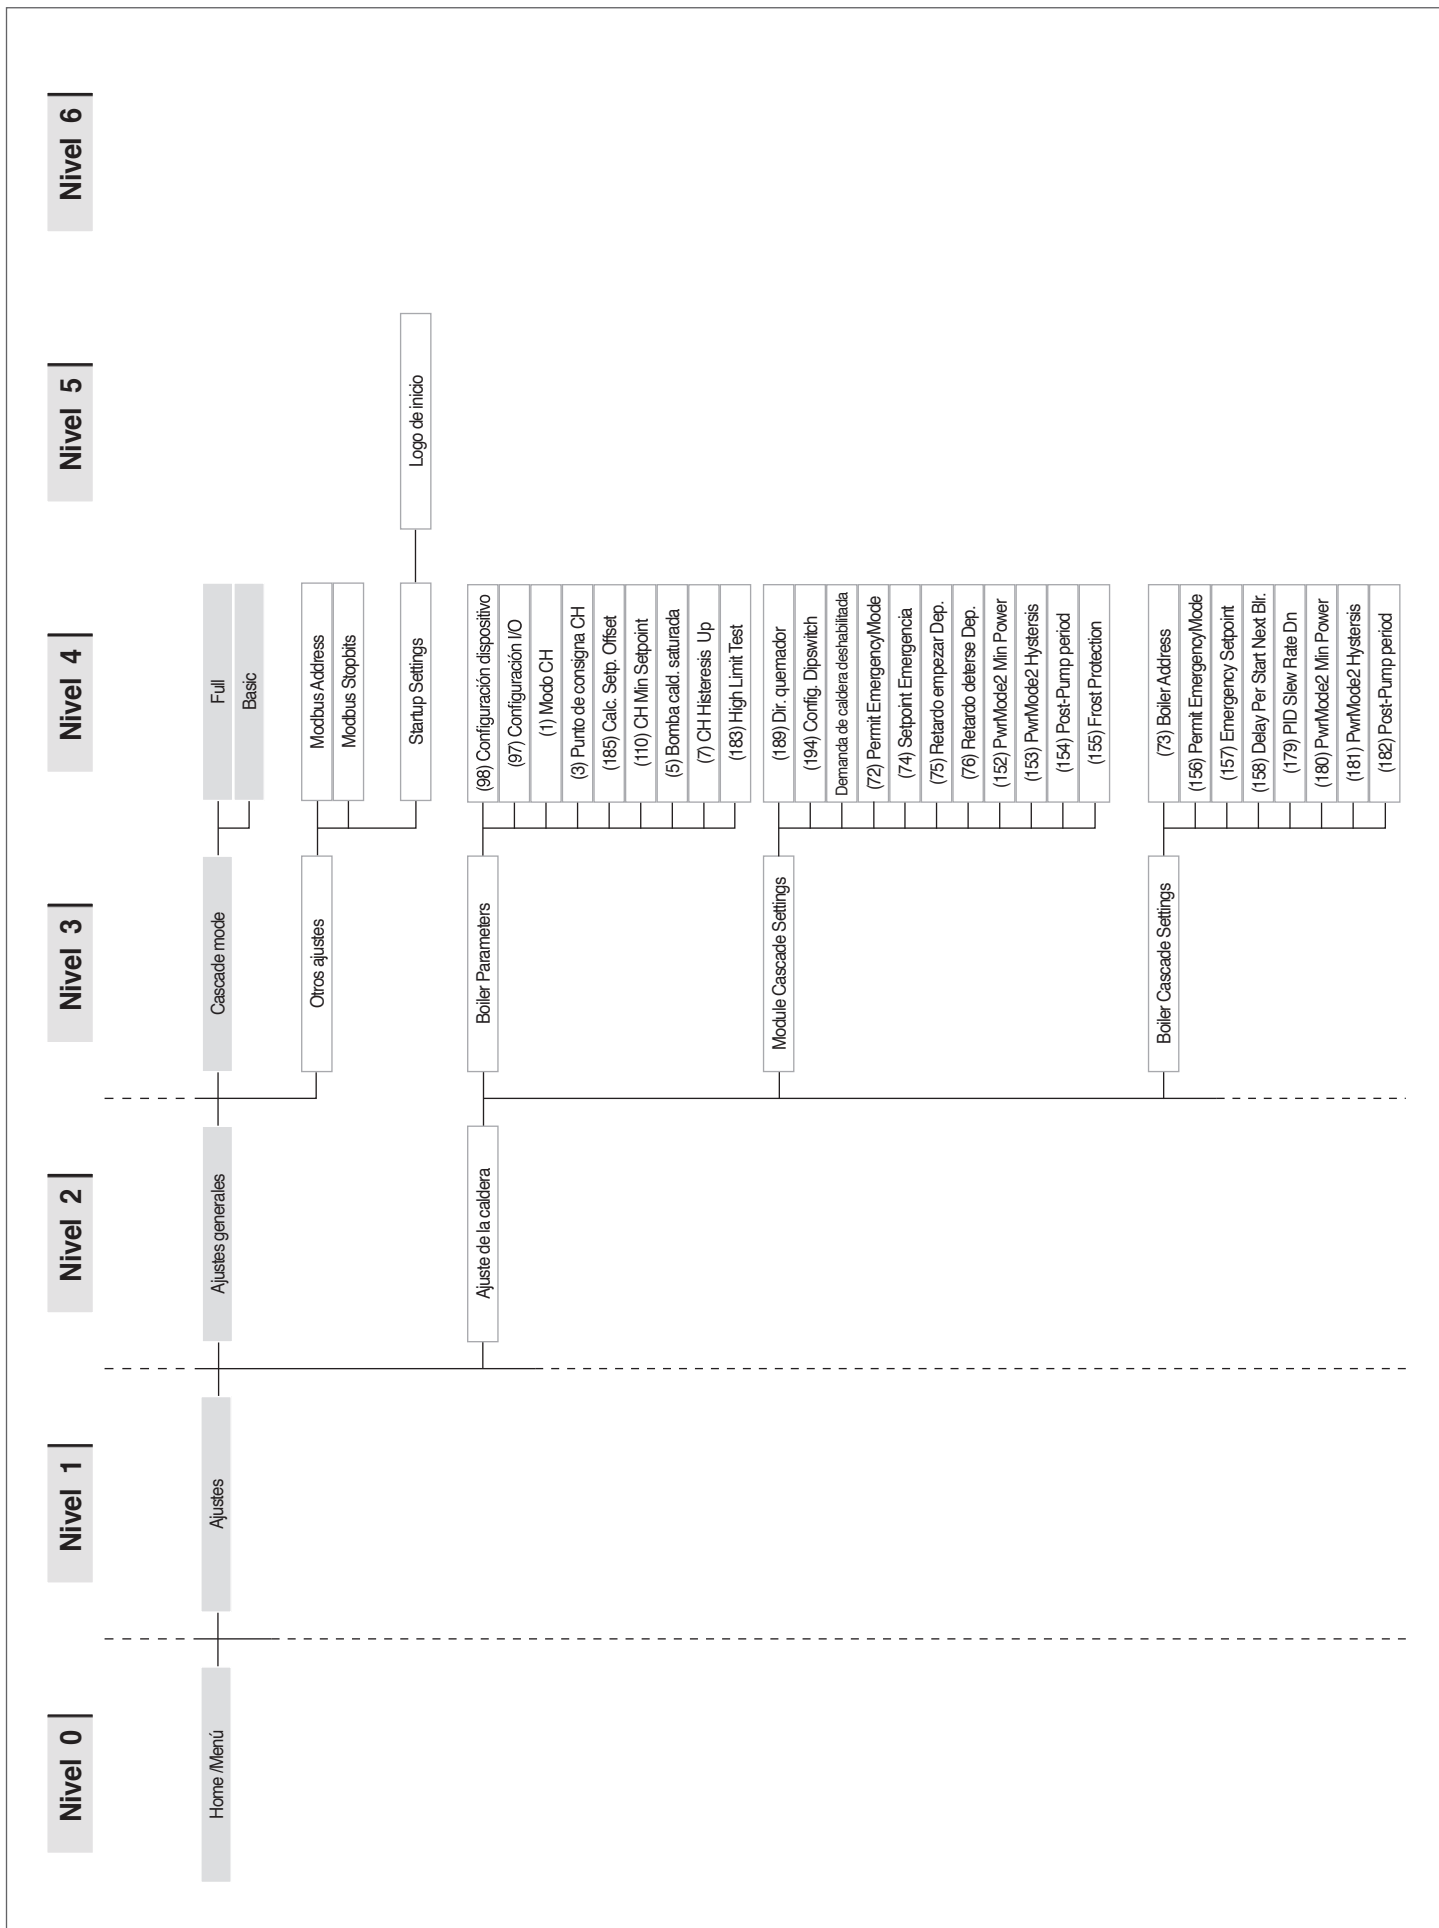 Nivel 0
Nivel 1
Nivel 2
Nivel 3
Nivel 4
Nivel 5
Nivel 6
Home /Menú
Ajustes
Ajustes generales
Cascade mode
Full
Basic
Otros ajustes
Modbus Address
Modbus Stopbits
Startup Settings
Logo de inicio
Ajuste de la caldera
Boiler Parameters
(98) Configuración dispositivo
(97) Configuración I/O
(1) Modo CH
(3) Punto de consigna CH
(185) Calc. Setp. Offset
(110) CH Min Setpoint
(5) Bomba cald. saturada
(7) CH Histeresis Up
(183) High Limit Test
Module Cascade Settings
(189) Dir. quemador
(194) Config. Dipswitch
Demanda de caldera deshabilitada
(72) Permit EmergencyMode
(74) Setpoint Emergencia
(75) Retardo empezar Dep.
(76) Retardo deterse Dep.
(152) PwrMode2 Min Power
(153) PwrMode2 Hystersis
(154) Post-Pump period
(155) Frost Protection
Boiler Cascade Settings
(73) Boiler Address
(156) Permit EmergencyMode
(157) Emergency Setpoint
(158) Delay Per Start Next Blr.
(179) PID Slew Rate Dn
(180) PwrMode2 Min Power
(181) PwrMode2 Hystersis
(182) Post-Pump period